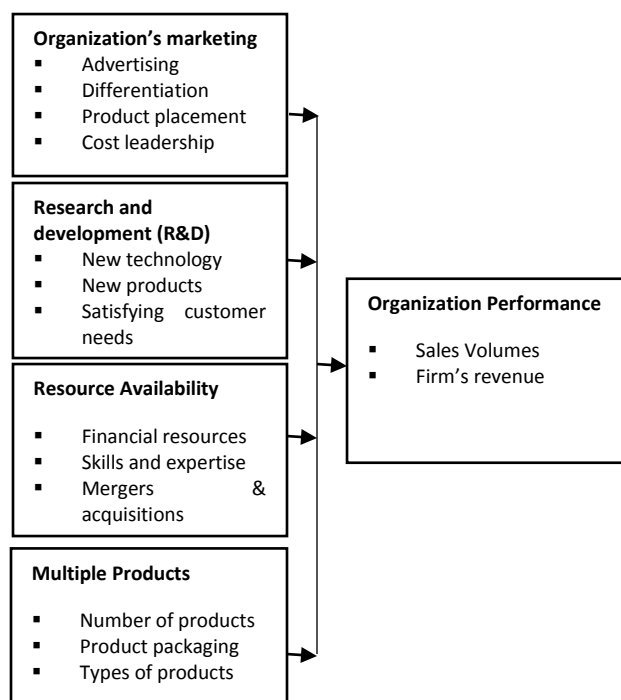 Organization’s marketing
▪ Advertising
▪ Differentiation
▪ Product placement
▪ Cost leadership
Research and
development (R&D)
▪ New technology
▪ New products
▪ Satisfying customer
needs
Resource Availability
▪ Financial resources
▪ Skills and expertise
▪ Mergers &
acquisitions
Multiple Products
▪ Number of products
▪ Product packaging
▪ Types of products
Organization Performance
▪ Sales Volumes
▪ Firm’s revenue